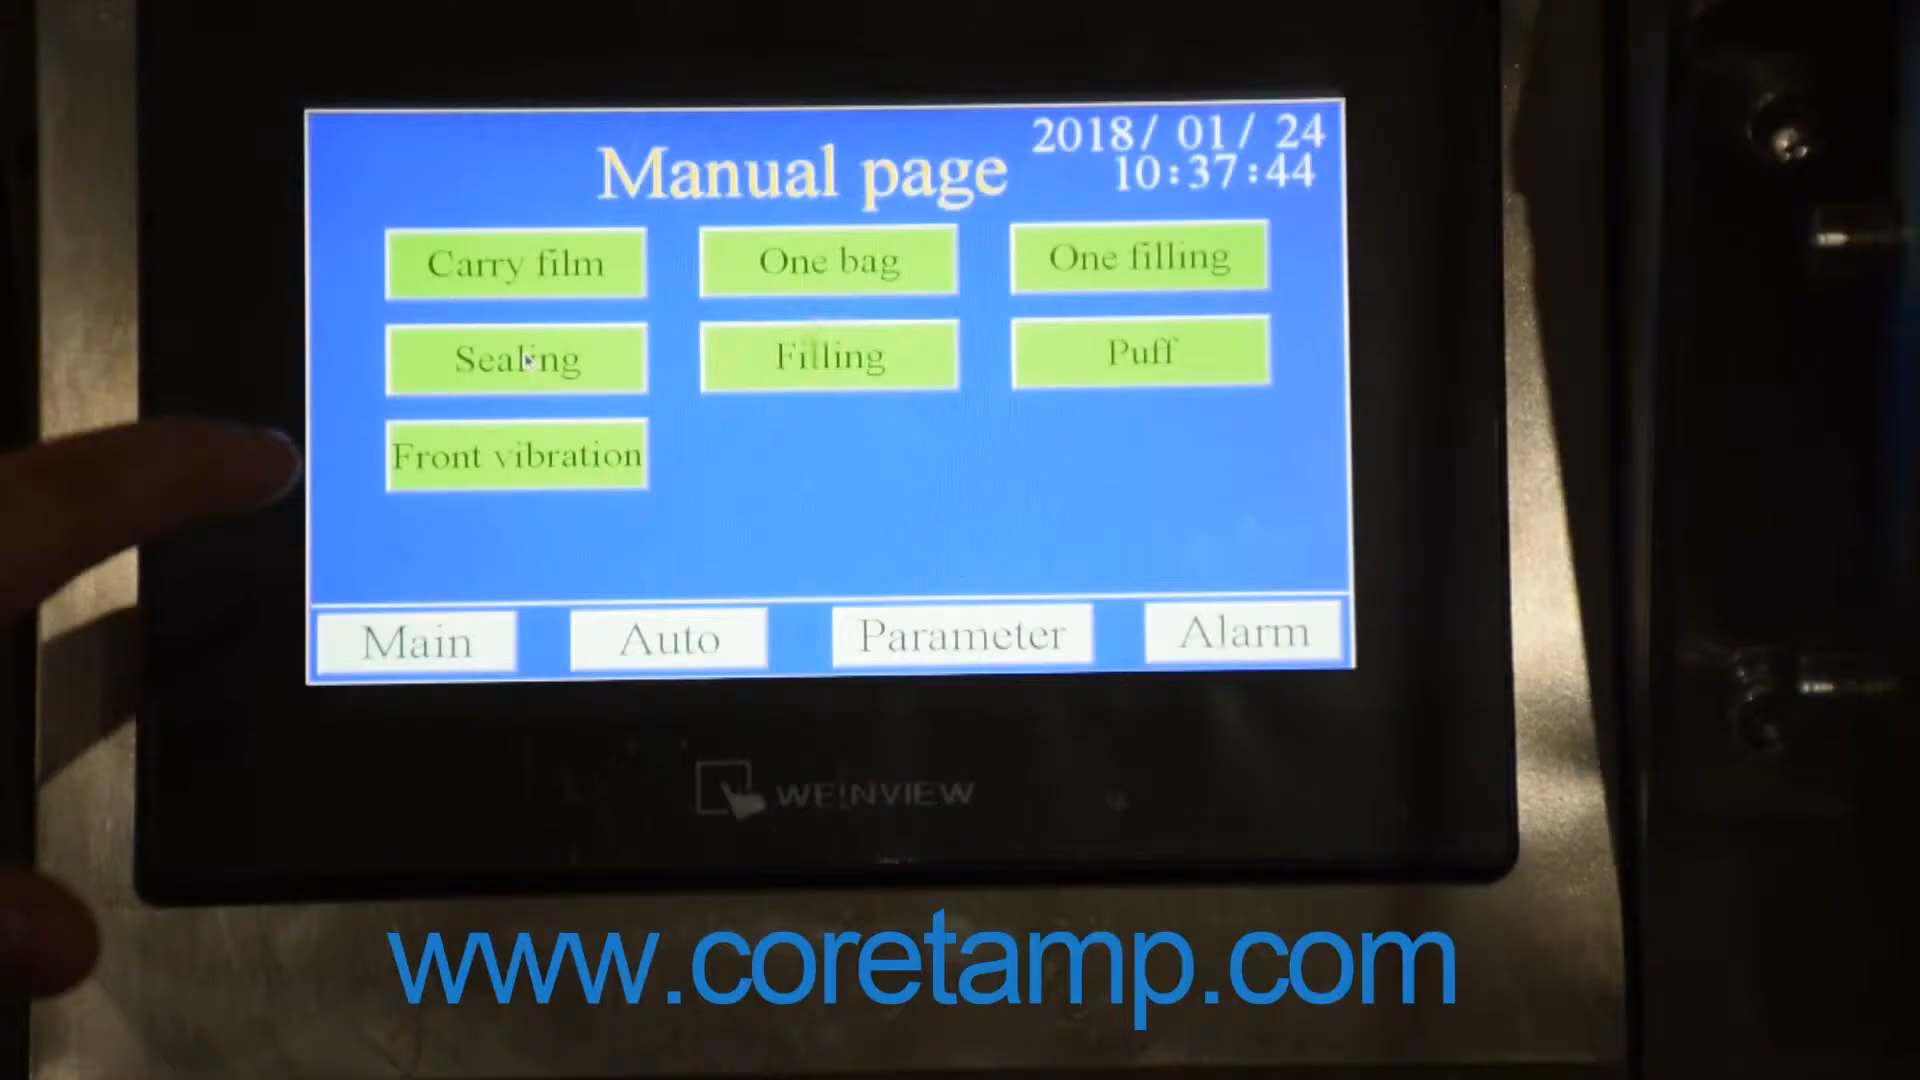 Manual page
2018/ 01/ 24
10:37:44
Carry film
One bag
One filling
Sealing
Filling
Puff
Front vibration
Main
Auto
Parameter
Alarm
WEINVIEW
www.coretamp.com